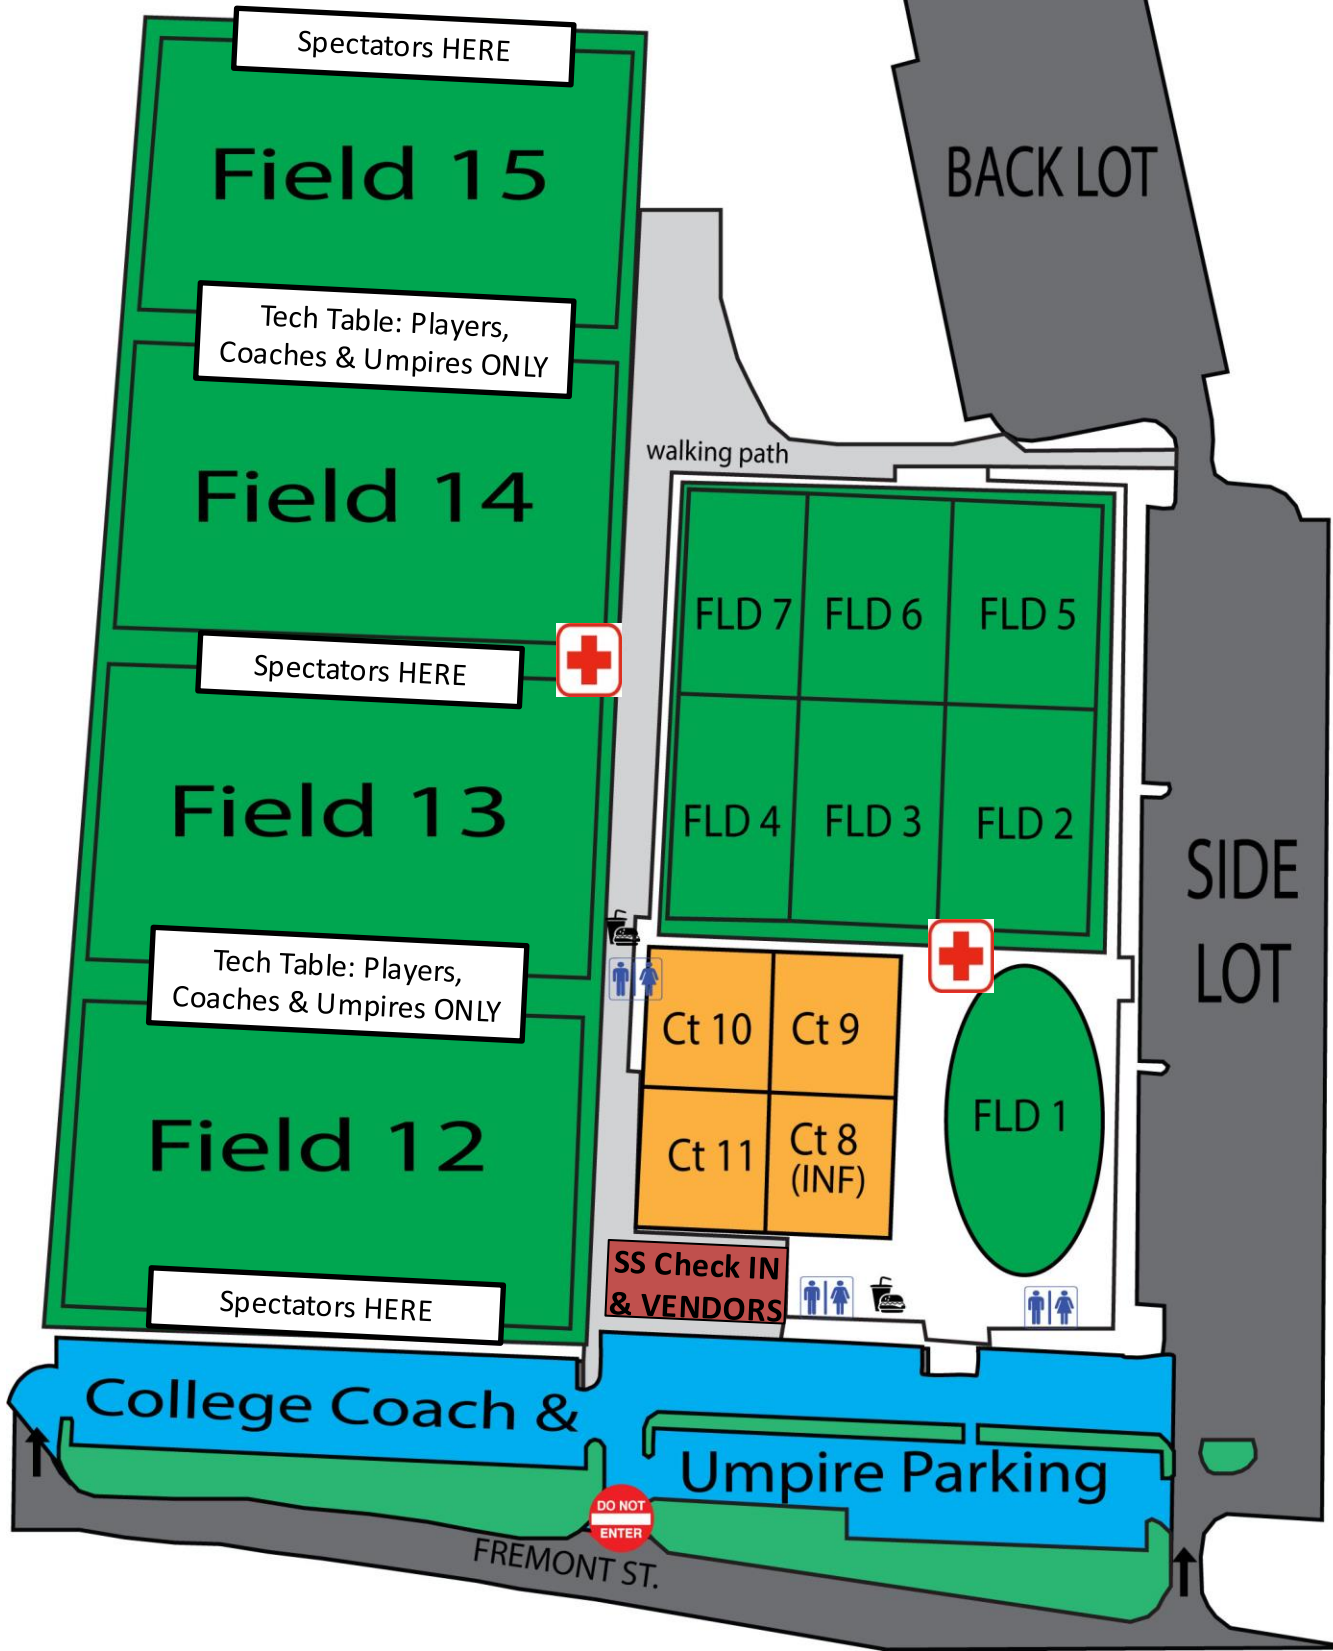 Spectators HERE
Field 15
BACK LOT
Tech Table: Players,
Coaches & Umpires ONLY
walking path
Field 14
FLD 7
FLD 6
FLD 5
Spectators HERE
Field 13
FLD 4
FLD 3
FLD 2
SIDE
LOT
Tech Table: Players,
Coaches & Umpires ONLY
Ct 10
Ct 9
Field 12
Ct 11
Ct 8
(INF)
FLD 1
SS Check IN
& VENDORS
Spectators HERE
College Coach &
Umpire Parking
DO NOT
ENTER
FREMONT ST.